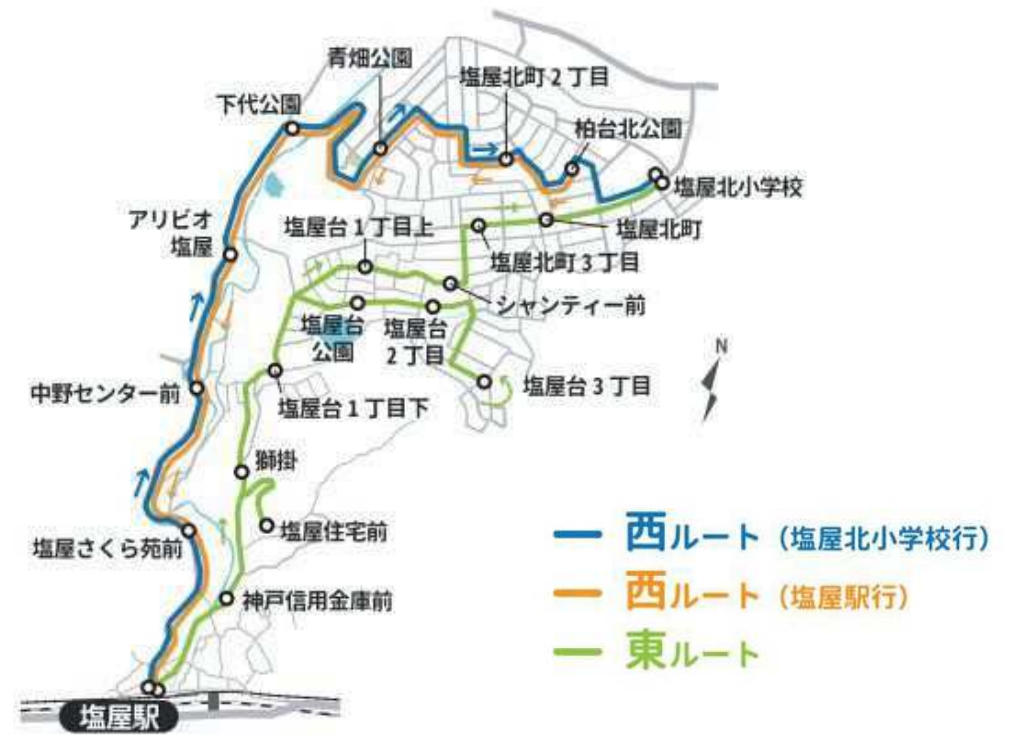 青畑公園
塩屋北町 2 丁目
下代公園
柏台北公園
塩屋北小学校
アリビオ
塩屋
塩屋台 1 丁目上
塩屋北町
塩屋北町 3 丁目
シャンティー前
塩屋台
公園
塩屋台
2 丁目
N
中野センター前
塩屋台 3 丁目
塩屋台 1 丁目下
獅掛
塩屋住宅前
塩屋さくら苑前
神戸信用金庫前
塩屋駅
西ルート（塩屋北小学校行）
西ルート（塩屋駅行）
東ルート